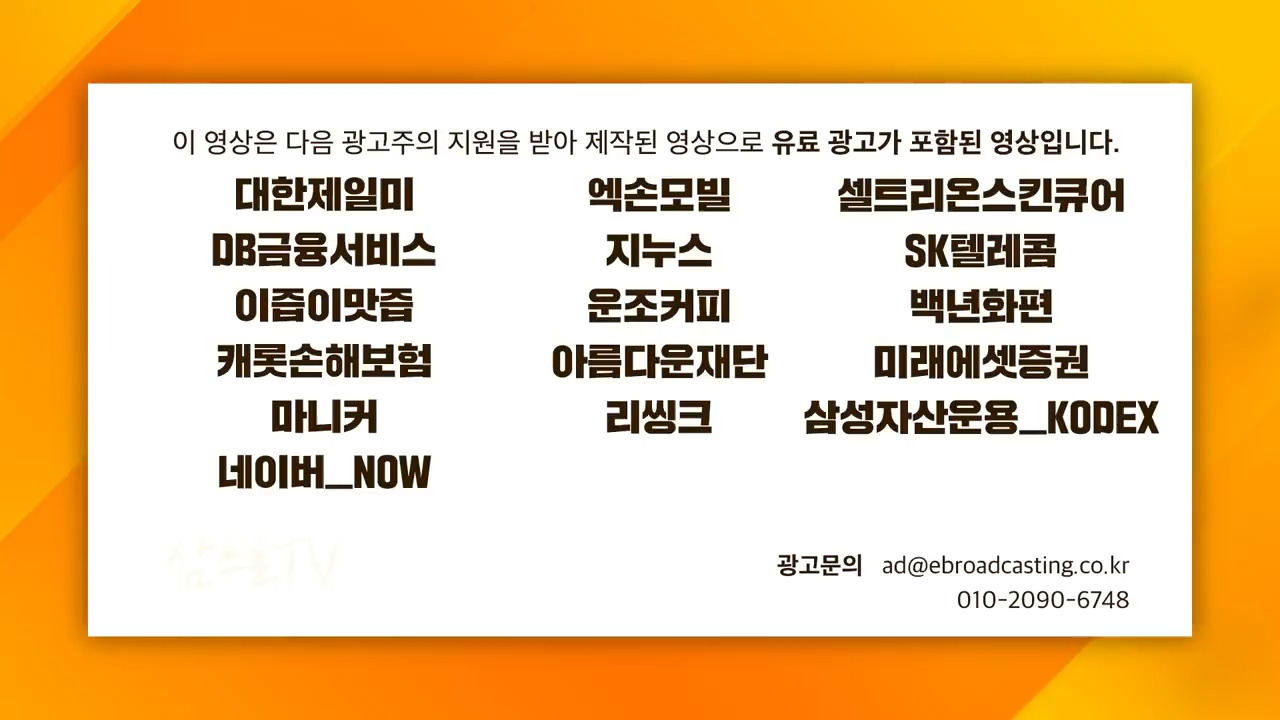 이 영상은 다음 광고주의 지원을 받아 제작된 영상으로 유료 광고가 포함된 영상입니다.
대한제일미 엑손모빌 셀트리온스킨큐어
DB금융서비스 지누스 SK텔레콤
이즙이맛즙 운조커피 백년화편
캐롯손해보험 아름다운재단 미래에셋증권
마니커 리씽크 삼성자산운용_KODEX
네이버_NOW
삼프로TV
광고문의 ad@ebroadcasting.co.kr
010-2090-6748